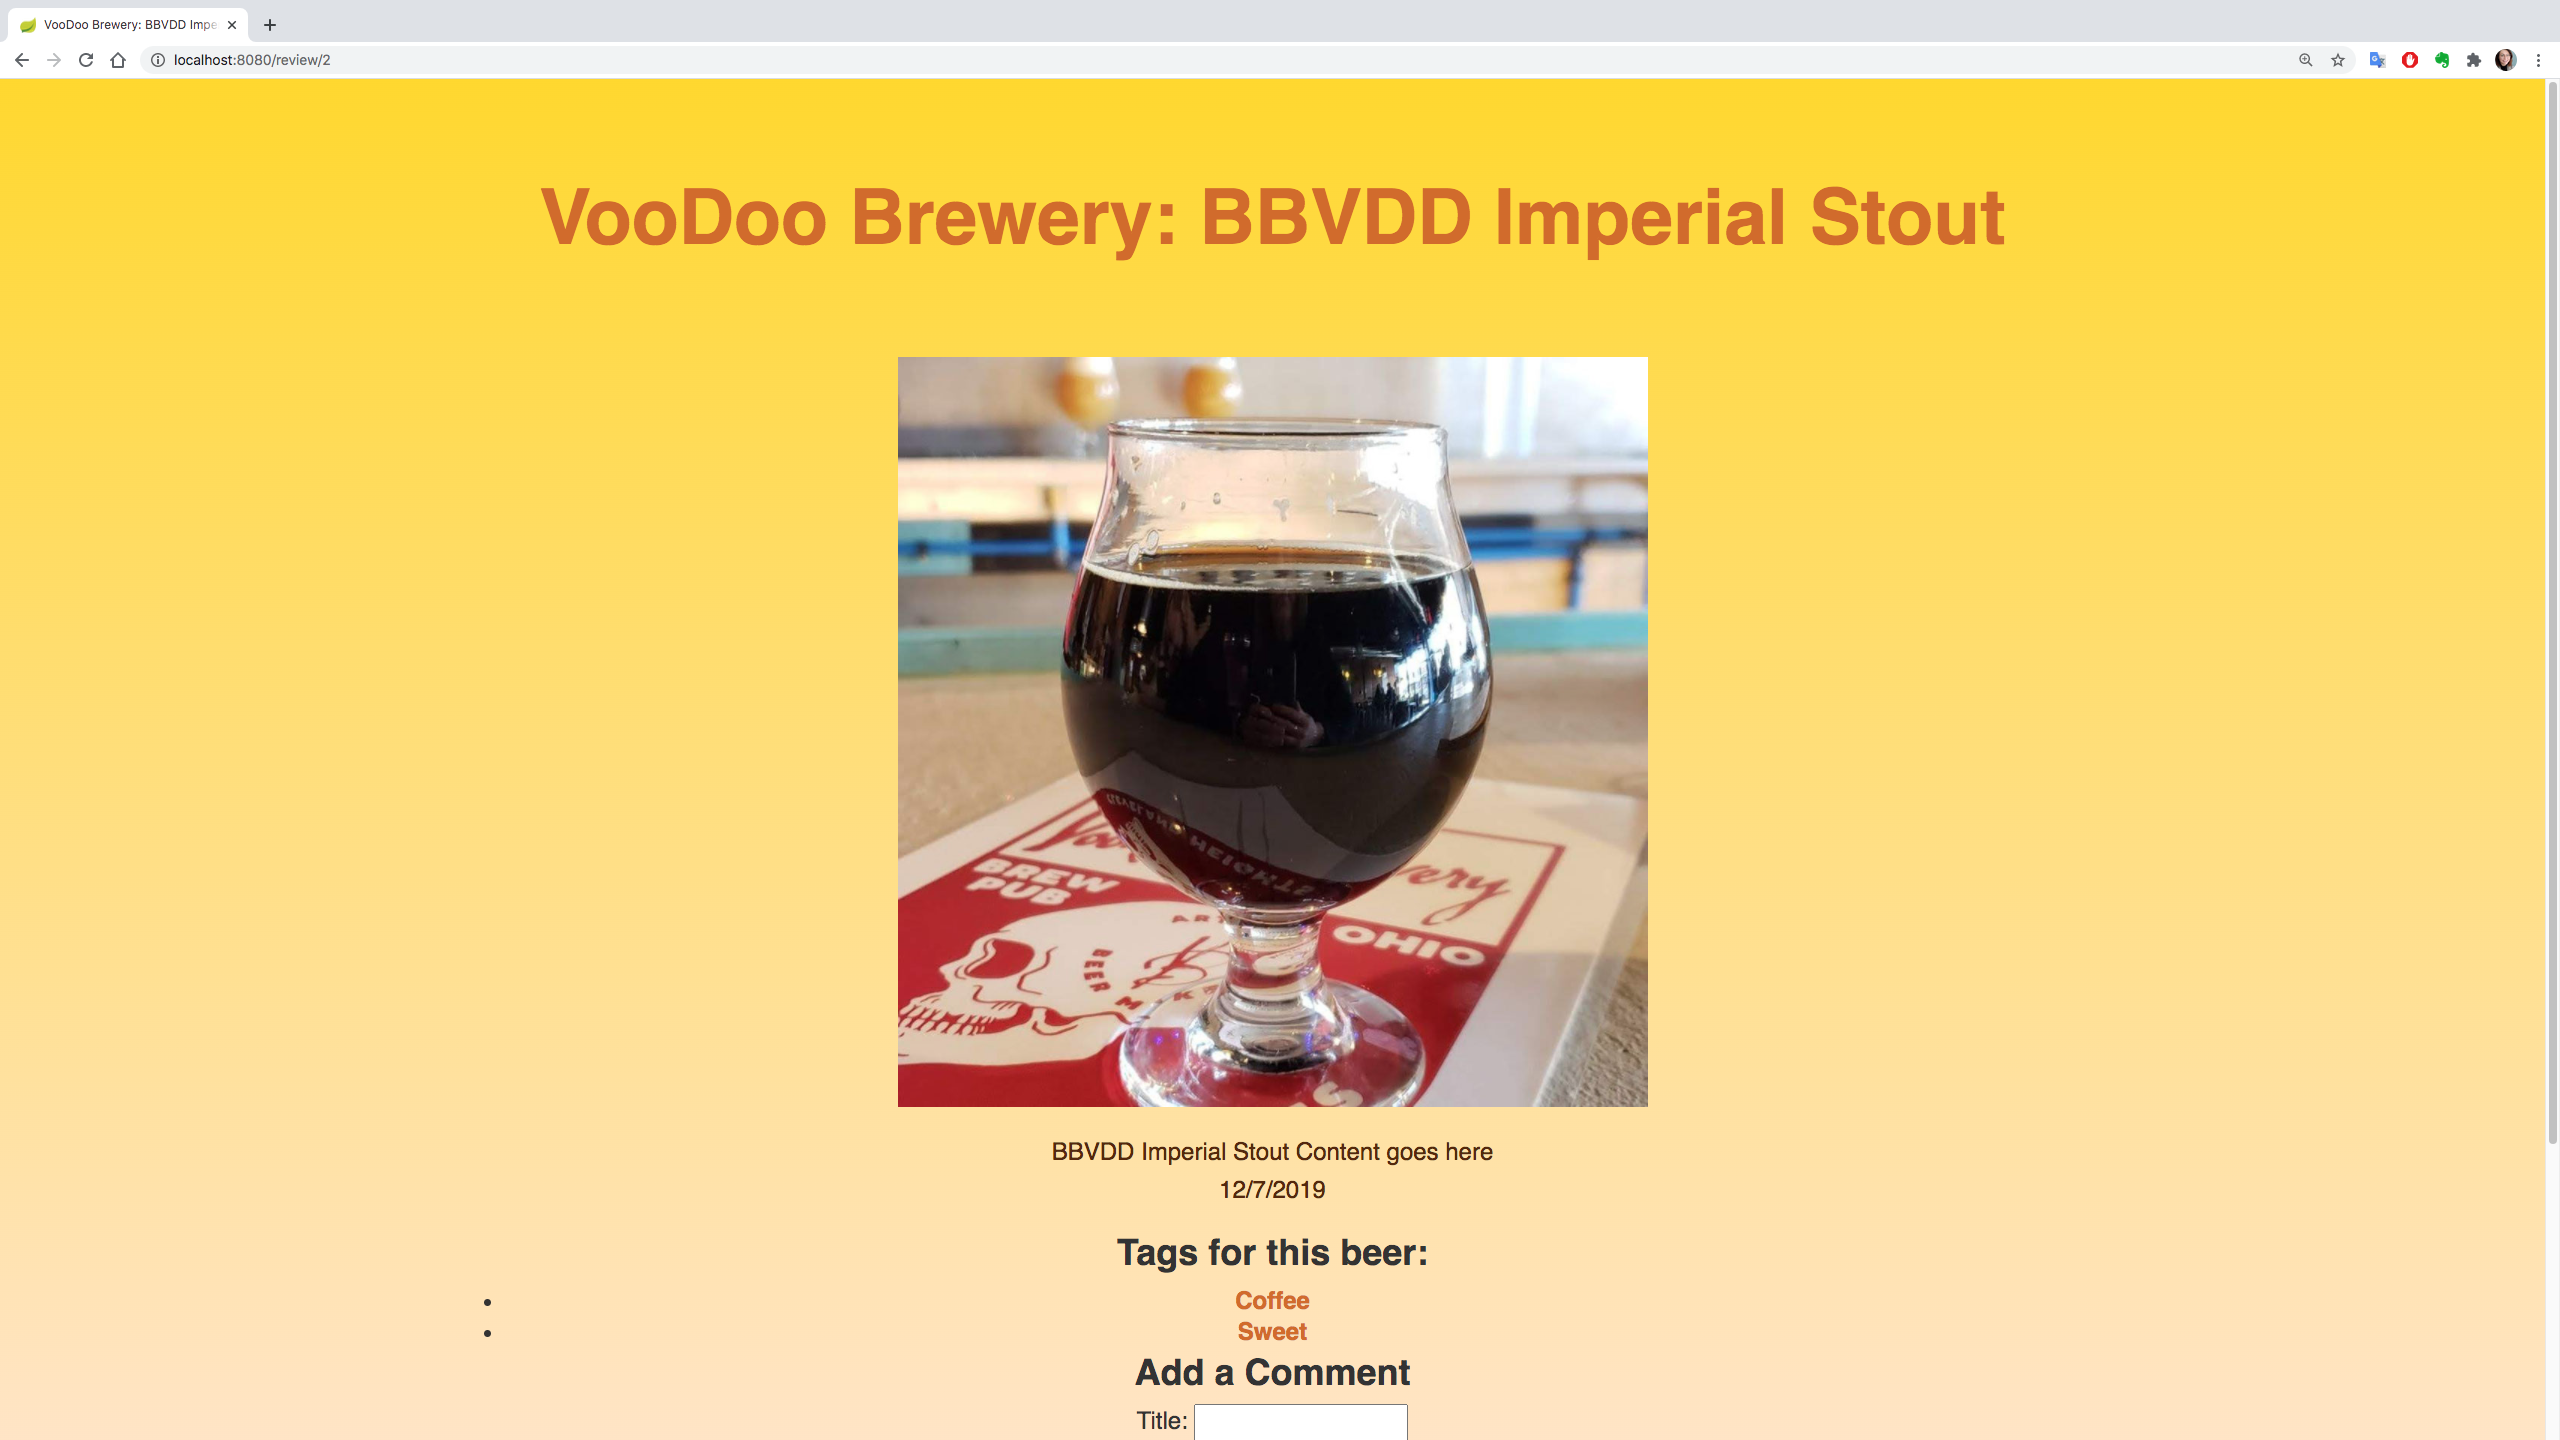 VooDoo Brewery: BBVDD Impe
localhost:8080/review/2
VooDoo Brewery: BBVDD Imperial Stout
BREW
PUB
OHIO
BEER
BBVDD Imperial Stout Content goes here
12/7/2019
Tags for this beer:
Coffee
Sweet
Add a Comment
Title: